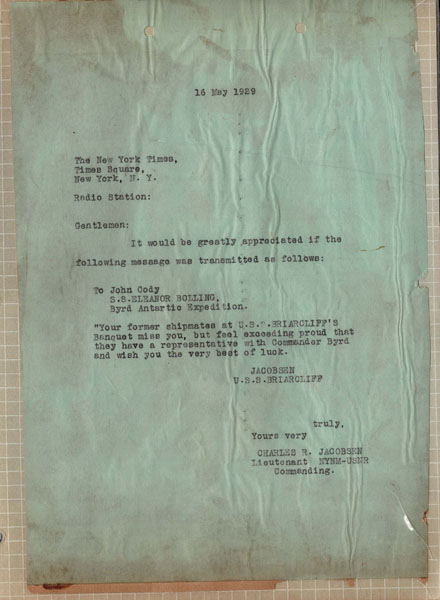 16 May 1929
The New York Times,
Times Square,
New York, N. Y.
Radio Station:
Gentlemen:
It would be greatly appreciated if the
following message was transmitted as follows:
To John Cody
S.S.ELEANOR BOLLING,
Byrd Antartic Expedition.
"Your former shipmates at U.S.S.BRIARCLIFF'S
Banquet miss you, but feel exceeding proud that
they have a representative with Commander Byrd
and wish you the very best of luck.
JACOBSEN
U.S.S.BRIARCLIFF
truly,
Yours very
CHARLES R. JACOBSEN
Lieutenant NYNM-USNR
Commanding.